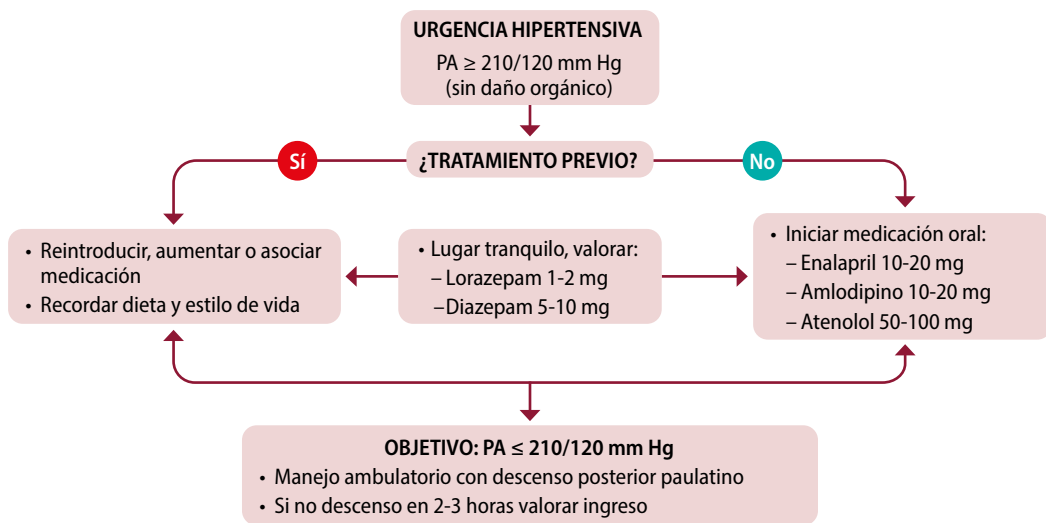 URGENCIA HIPERTENSIVA
PA ≥ 210/120 mm Hg
(sin daño orgánico)
Sí
¿TRATAMIENTO PREVIO?
No
• Reintroducir, aumentar o asociar
medicación
• Recordar dieta y estilo de vida
• Lugar tranquilo, valorar:
– Lorazepam 1-2 mg
–Diazepam 5-10 mg
• Iniciar medicación oral:
– Enalapril 10-20 mg
– Amlodipino 10-20 mg
– Atenolol 50-100 mg
OBJETIVO: PA ≤ 210/120 mm Hg
• Manejo ambulatorio con descenso posterior paulatino
• Si no descenso en 2-3 horas valorar ingreso